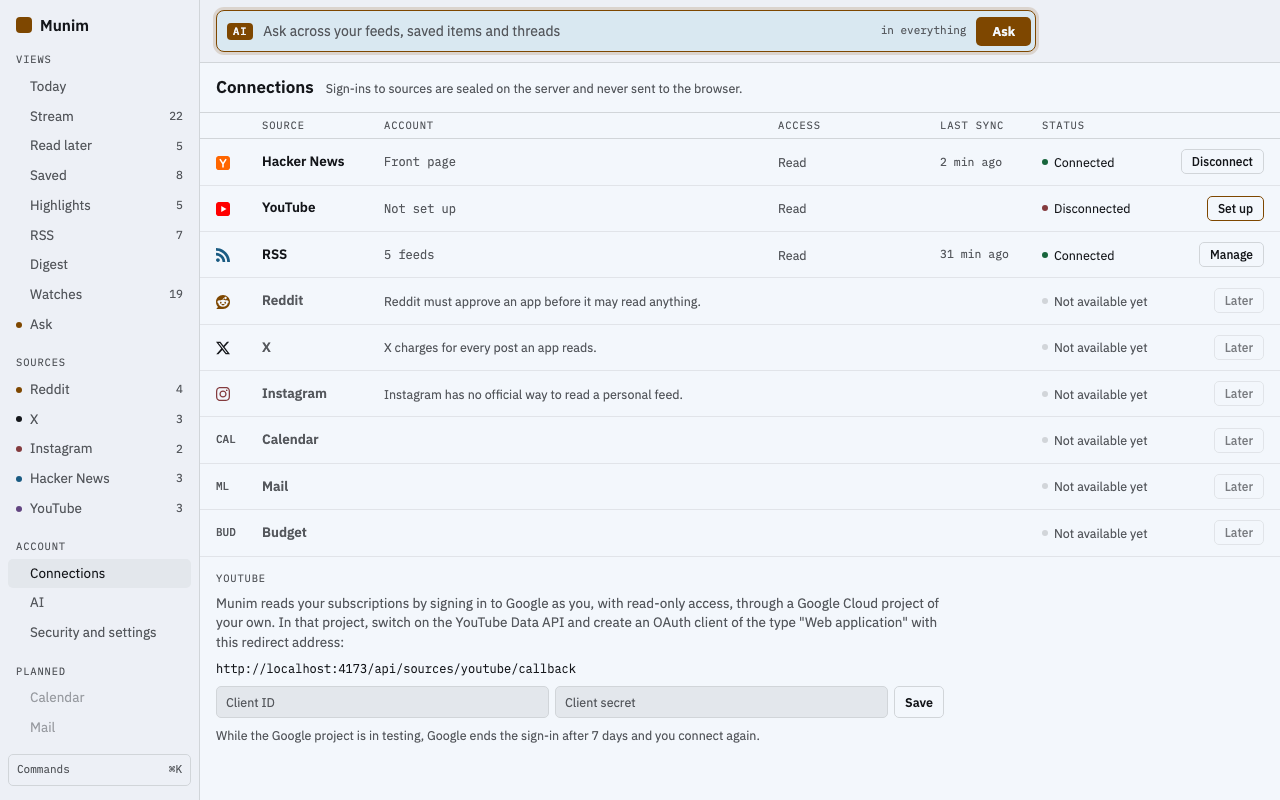 Munim
VIEWS
Today
Stream 22
Read later 5
Saved 8
Highlights 5
RSS 7
Digest
Watches 19
Ask
SOURCES
Reddit 4
X 3
Instagram 2
Hacker News 3
YouTube 3
ACCOUNT
Connections
AI
Security and settings
PLANNED
Calendar
Mail
Commands ⌘K
AI Ask across your feeds, saved items and threads in everything Ask
Connections Sign-ins to sources are sealed on the server and never sent to the browser.
SOURCE ACCOUNT ACCESS LAST SYNC STATUS
Hacker News Front page Read 2 min ago Connected Disconnect
YouTube Not set up Read Disconnected Set up
RSS 5 feeds Read 31 min ago Connected Manage
Reddit Reddit must approve an app before it may read anything. Not available yet Later
X X charges for every post an app reads. Not available yet Later
Instagram Instagram has no official way to read a personal feed. Not available yet Later
CAL Calendar Not available yet Later
ML Mail Not available yet Later
BUD Budget Not available yet Later
YOUTUBE
Munim reads your subscriptions by signing in to Google as you, with read-only access, through a Google Cloud project of
your own. In that project, switch on the YouTube Data API and create an OAuth client of the type "Web application" with
this redirect address:
http://localhost:4173/api/sources/youtube/callback
Client ID Client secret Save
While the Google project is in testing, Google ends the sign-in after 7 days and you connect again.